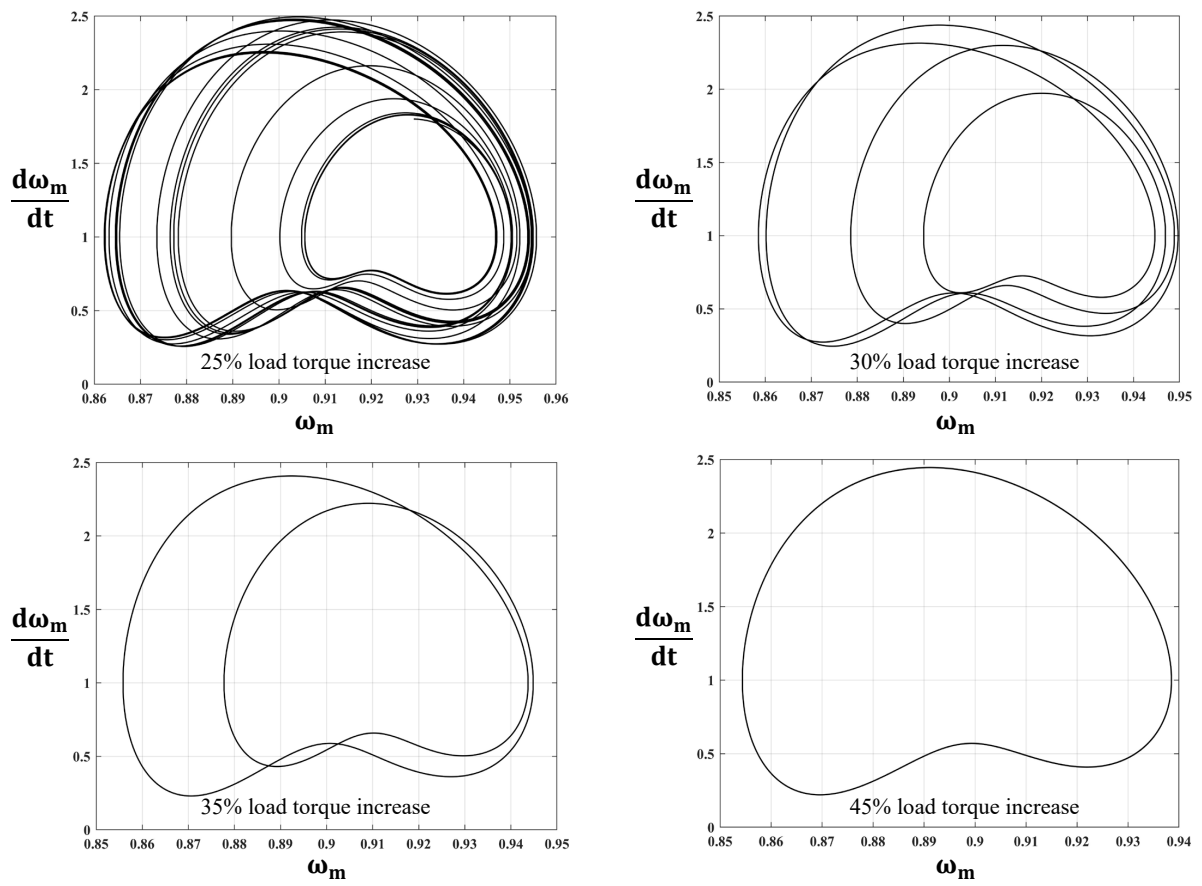 2.5
2
1.5
1
0.5
0
dω_m
dt
0.86 0.87 0.88 0.89 0.9 0.91 0.92 0.93 0.94 0.95 0.96
ω_m
25% load torque increase
2.5
2
1.5
1
0.5
0
dω_m
dt
0.85 0.86 0.87 0.88 0.89 0.9 0.91 0.92 0.93 0.94 0.95
ω_m
30% load torque increase
2.5
2
1.5
1
0.5
0
dω_m
dt
0.85 0.86 0.87 0.88 0.89 0.9 0.91 0.92 0.93 0.94 0.95
ω_m
35% load torque increase
2.5
2
1.5
1
0.5
0
dω_m
dt
0.85 0.86 0.87 0.88 0.89 0.9 0.91 0.92 0.93 0.94
ω_m
45% load torque increase